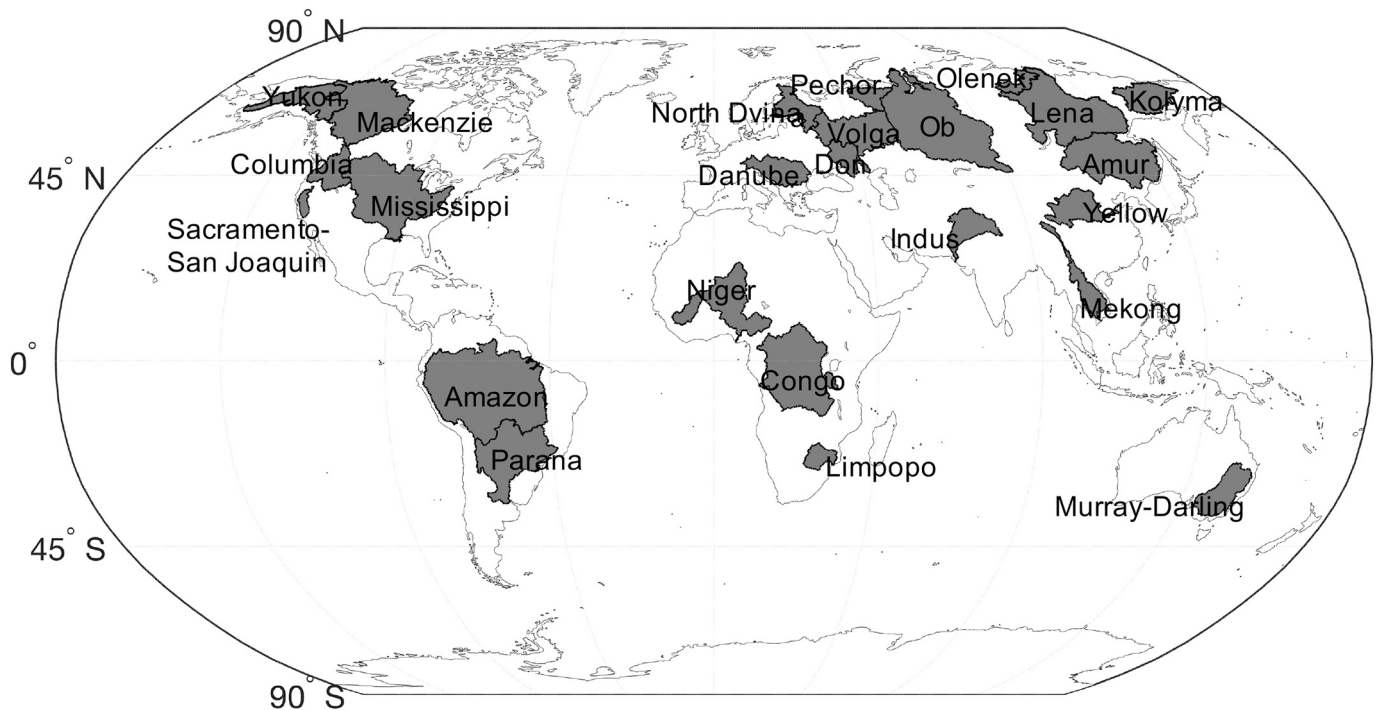 90° N
Pechor
Olenek
Yukon
North Dvina
Kolyma
Mackenzie
Volga
Ob
Lena
Columbia
Danube
Don
Amur
45° N
Mississippi
Yellow
Sacramento-
San Joaquin
Indus
Niger
Mekong
0°
Congo
Amazon
Parana
Limpopo
Murray-Darling
45° S
90° S